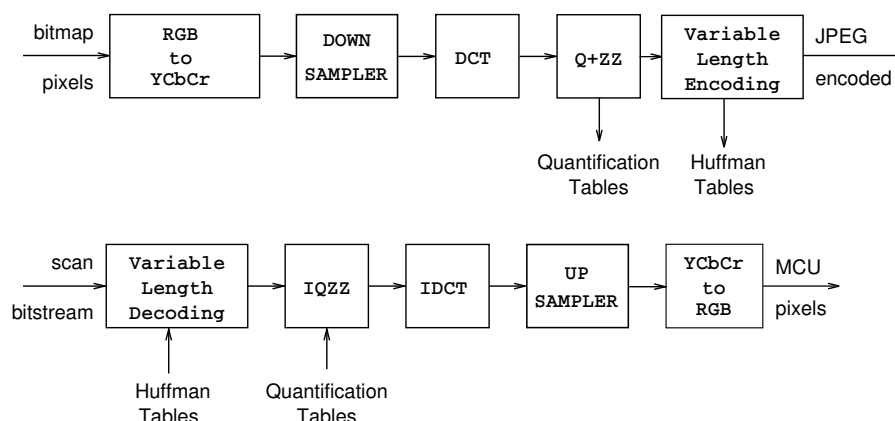 bitmap
pixels
RGB
to
YCbCr
DOWN
SAMPLER
DCT
Q+ZZ
Variable
Length
Encoding
JPEG
encoded
Quantification
Tables
Huffman
Tables
scan
bitstream
Variable
Length
Decoding
IQZZ
IDCT
UP
SAMPLER
YCbCr
to
RGB
MCU
pixels
Huffman
Tables
Quantification
Tables